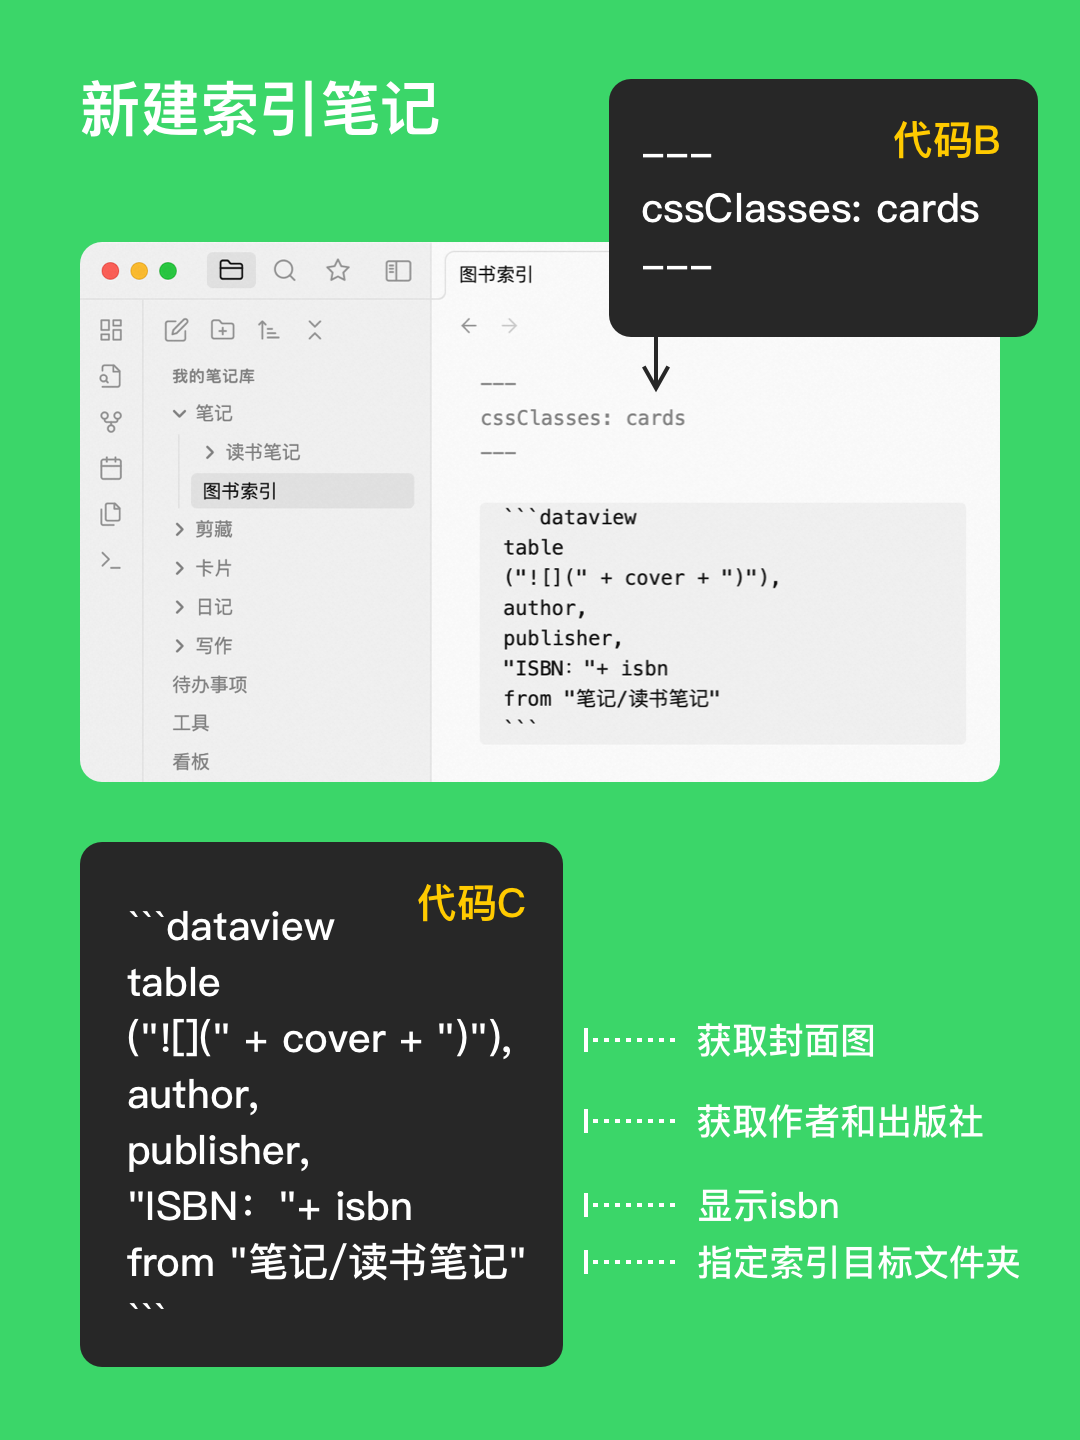 新建索引笔记
代码B
---
cssClasses: cards
---
图书索引
我的笔记库
笔记
读书笔记
图书索引
剪藏
卡片
日记
写作
待办事项
工具
看板
---
cssClasses: cards
---
```dataview
table
("![](" + cover + ")"),
author,
publisher,
"ISBN："+ isbn
from "笔记/读书笔记"
```
代码C
```dataview
table
("![](" + cover + ")"),
author,
publisher,
"ISBN："+ isbn
from "笔记/读书笔记"
```
获取封面图
获取作者和出版社
显示isbn
指定索引目标文件夹